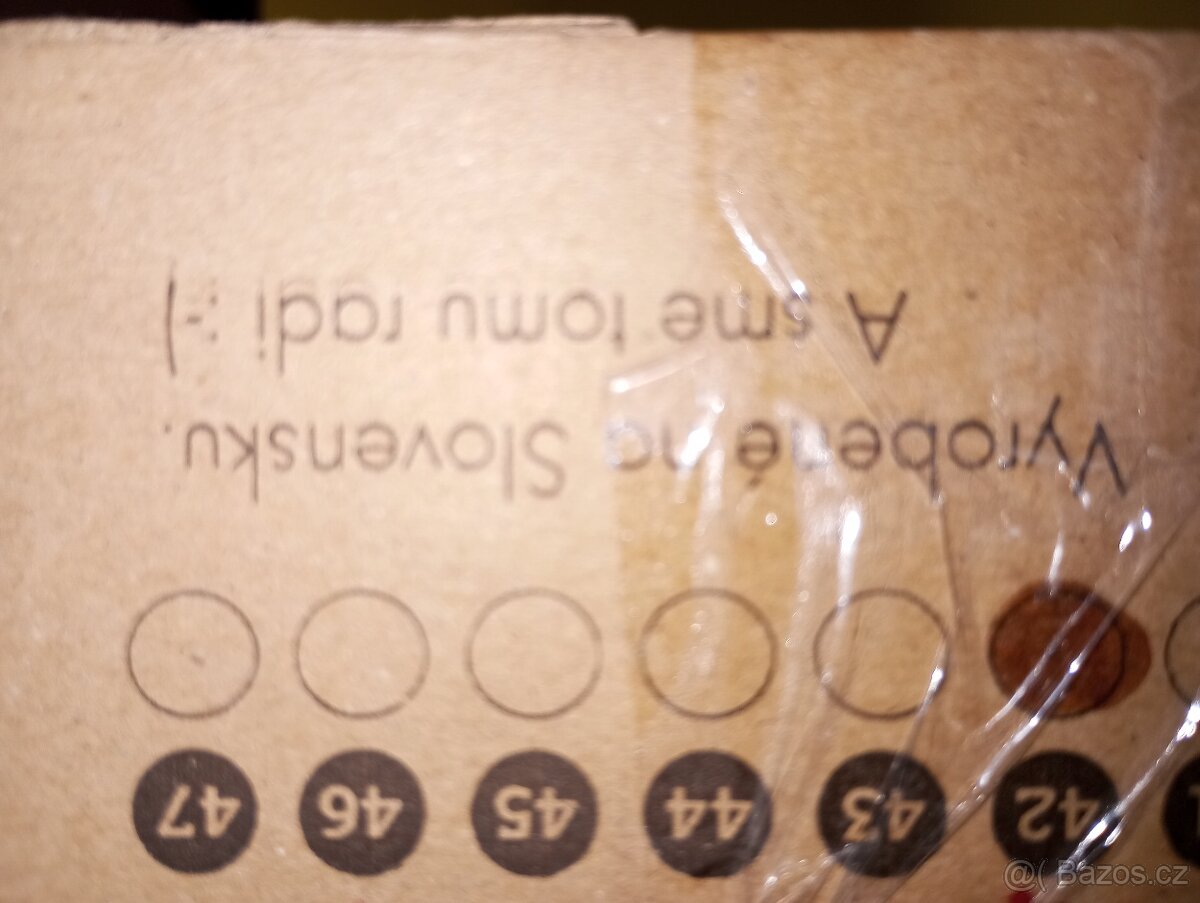 42 43 44 45 46 47
Vyrobené na Slovensku.
A sme tomu radi :-)
@( Bazos.cz